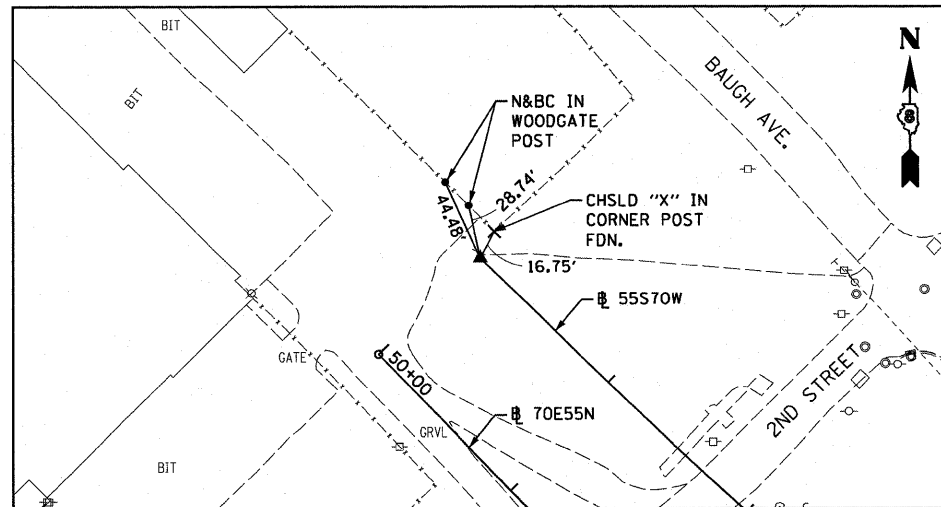 BIT
BIT
N&BC IN
WOODGATE
POST
BAUGH AVE.
N
28.74'
44.48'
CHSLD "X" IN
CORNER POST
FDN.
16.75'
55S70W
50+00
GATE
GRVL
70E55N
2ND STREET
BIT